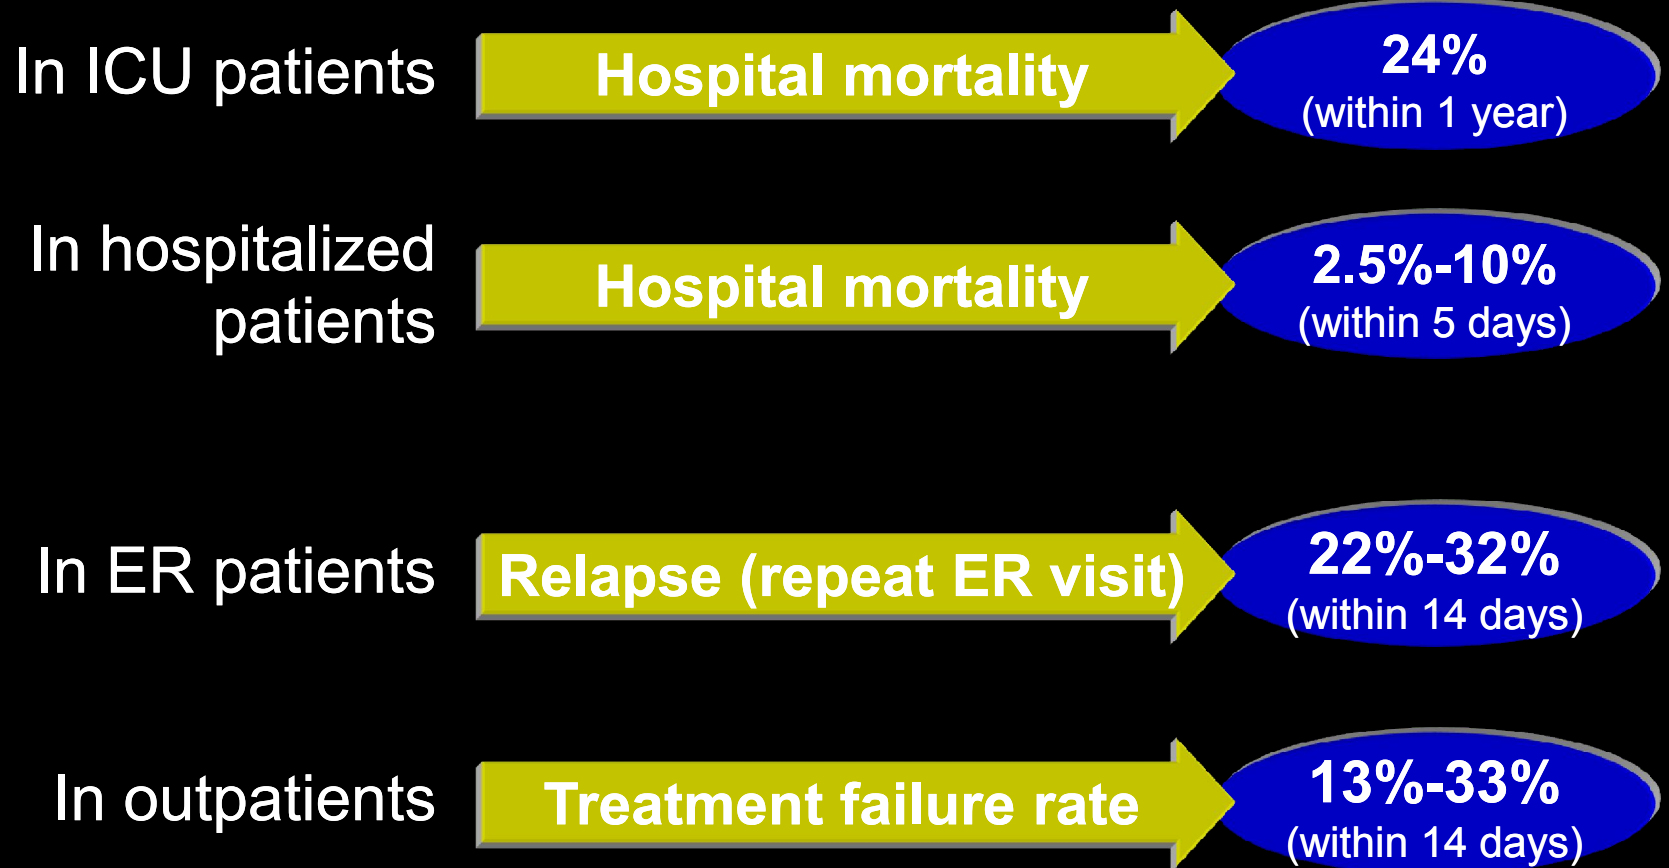 In ICU patients
Hospital mortality
24%
(within 1 year)
In hospitalized
patients
Hospital mortality
2.5%-10%
(within 5 days)
In ER patients
Relapse (repeat ER visit)
22%-32%
(within 14 days)
In outpatients
Treatment failure rate
13%-33%
(within 14 days)